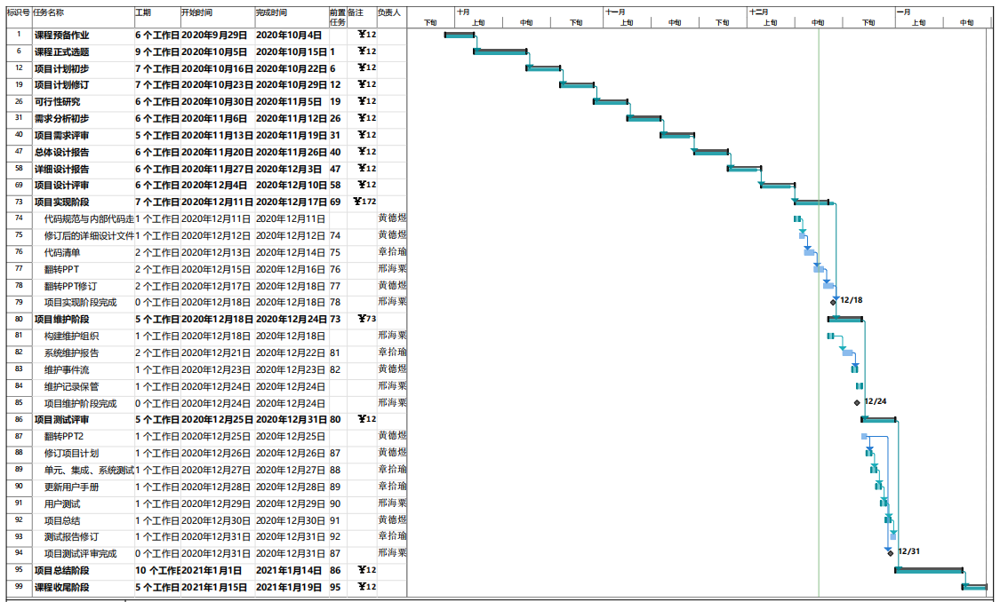 标识号 任务名称 工期 开始时间 完成时间 前置任务 备注 负责人
十月 十一月 十二月 一月
下旬 上旬 中旬 下旬 上旬 中旬 下旬 上旬 中旬 下旬 上旬 中旬
1 课程预备作业 6 个工作日 2020年9月29日 2020年10月4日 ¥12
6 课程正式选题 9 个工作日 2020年10月5日 2020年10月15日 1 ¥12
12 项目计划初步 7 个工作日 2020年10月16日 2020年10月22日 6 ¥12
19 项目计划修订 7 个工作日 2020年10月23日 2020年10月29日 12 ¥12
26 可行性研究 6 个工作日 2020年10月30日 2020年11月5日 19 ¥12
31 需求分析初步 6 个工作日 2020年11月6日 2020年11月12日 26 ¥12
40 项目需求评审 5 个工作日 2020年11月13日 2020年11月19日 31 ¥12
47 总体设计报告 6 个工作日 2020年11月20日 2020年11月26日 40 ¥12
58 详细设计报告 6 个工作日 2020年11月27日 2020年12月3日 47 ¥12
69 项目设计评审 6 个工作日 2020年12月4日 2020年12月10日 58 ¥12
73 项目实现阶段 7 个工作日 2020年12月11日 2020年12月17日 69 ¥172
74 代码规范与内部代码走 1 个工作日 2020年12月11日 2020年12月11日 黄德煜
75 修订后的详细设计文件 1 个工作日 2020年12月12日 2020年12月12日 74 黄德煜
76 代码清单 2 个工作日 2020年12月13日 2020年12月14日 75 章拾瑜
77 翻转PPT 2 个工作日 2020年12月15日 2020年12月16日 76 邢海粟
78 翻转PPT修订 2 个工作日 2020年12月17日 2020年12月18日 77 黄德煜
79 项目实现阶段完成 0 个工作日 2020年12月18日 2020年12月18日 78 邢海粟 12/18
80 项目维护阶段 5 个工作日 2020年12月18日 2020年12月24日 73 ¥73
81 构建维护组织 1 个工作日 2020年12月18日 2020年12月18日 邢海粟
82 系统维护报告 2 个工作日 2020年12月21日 2020年12月22日 81 章拾瑜
83 维护事件流 1 个工作日 2020年12月23日 2020年12月23日 82 黄德煜
84 维护记录保管 1 个工作日 2020年12月24日 2020年12月24日 邢海粟
85 项目维护阶段完成 0 个工作日 2020年12月24日 2020年12月24日 邢海粟 12/24
86 项目测试评审 5 个工作日 2020年12月25日 2020年12月31日 80 ¥12
87 翻转PPT2 1 个工作日 2020年12月25日 2020年12月25日 黄德煜
88 修订项目计划 1 个工作日 2020年12月26日 2020年12月26日 87 黄德煜
89 单元、集成、系统测试 1 个工作日 2020年12月27日 2020年12月27日 88 章拾瑜
90 更新用户手册 1 个工作日 2020年12月28日 2020年12月28日 89 章拾瑜
91 用户测试 1 个工作日 2020年12月29日 2020年12月29日 90 邢海粟
92 项目总结 1 个工作日 2020年12月30日 2020年12月30日 91 黄德煜
93 测试报告修订 1 个工作日 2020年12月31日 2020年12月31日 92 章拾瑜
94 项目测试评审完成 0 个工作日 2020年12月31日 2020年12月31日 87 邢海粟 12/31
95 项目总结阶段 10 个工作日 2021年1月1日 2021年1月14日 86 ¥12
99 课程收尾阶段 5 个工作日 2021年1月15日 2021年1月19日 95 ¥12